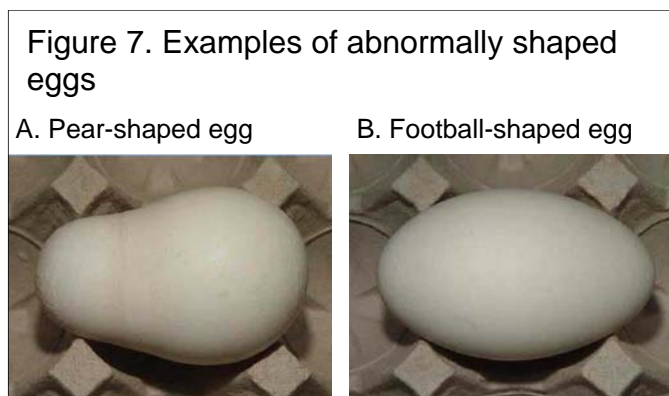 Figure 7. Examples of abnormally shaped
eggs
A. Pear-shaped egg
B. Football-shaped egg